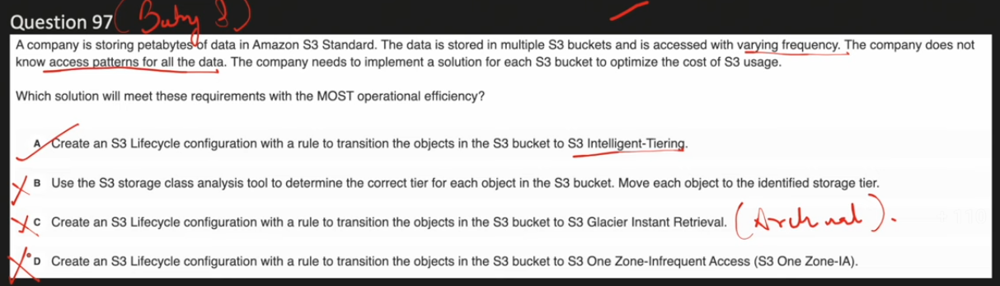 Question 97 (
A company is storing petabytes of data in Amazon S3 Standard. The data is stored in multiple S3 buckets and is accessed with varying frequency. The company does not
know access patterns for all the data. The company needs to implement a solution for each S3 bucket to optimize the cost of S3 usage.
Which solution will meet these requirements with the MOST operational efficiency?
A Create an S3 Lifecycle configuration with a rule to transition the objects in the S3 bucket to S3 Intelligent-Tiering.
B Use the S3 storage class analysis tool to determine the correct tier for each object in the S3 bucket. Move each object to the identified storage tier.
C Create an S3 Lifecycle configuration with a rule to transition the objects in the S3 bucket to S3 Glacier Instant Retrieval. (Archival).
D Create an S3 Lifecycle configuration with a rule to transition the objects in the S3 bucket to S3 One Zone-Infrequent Access (S3 One Zone-IA).